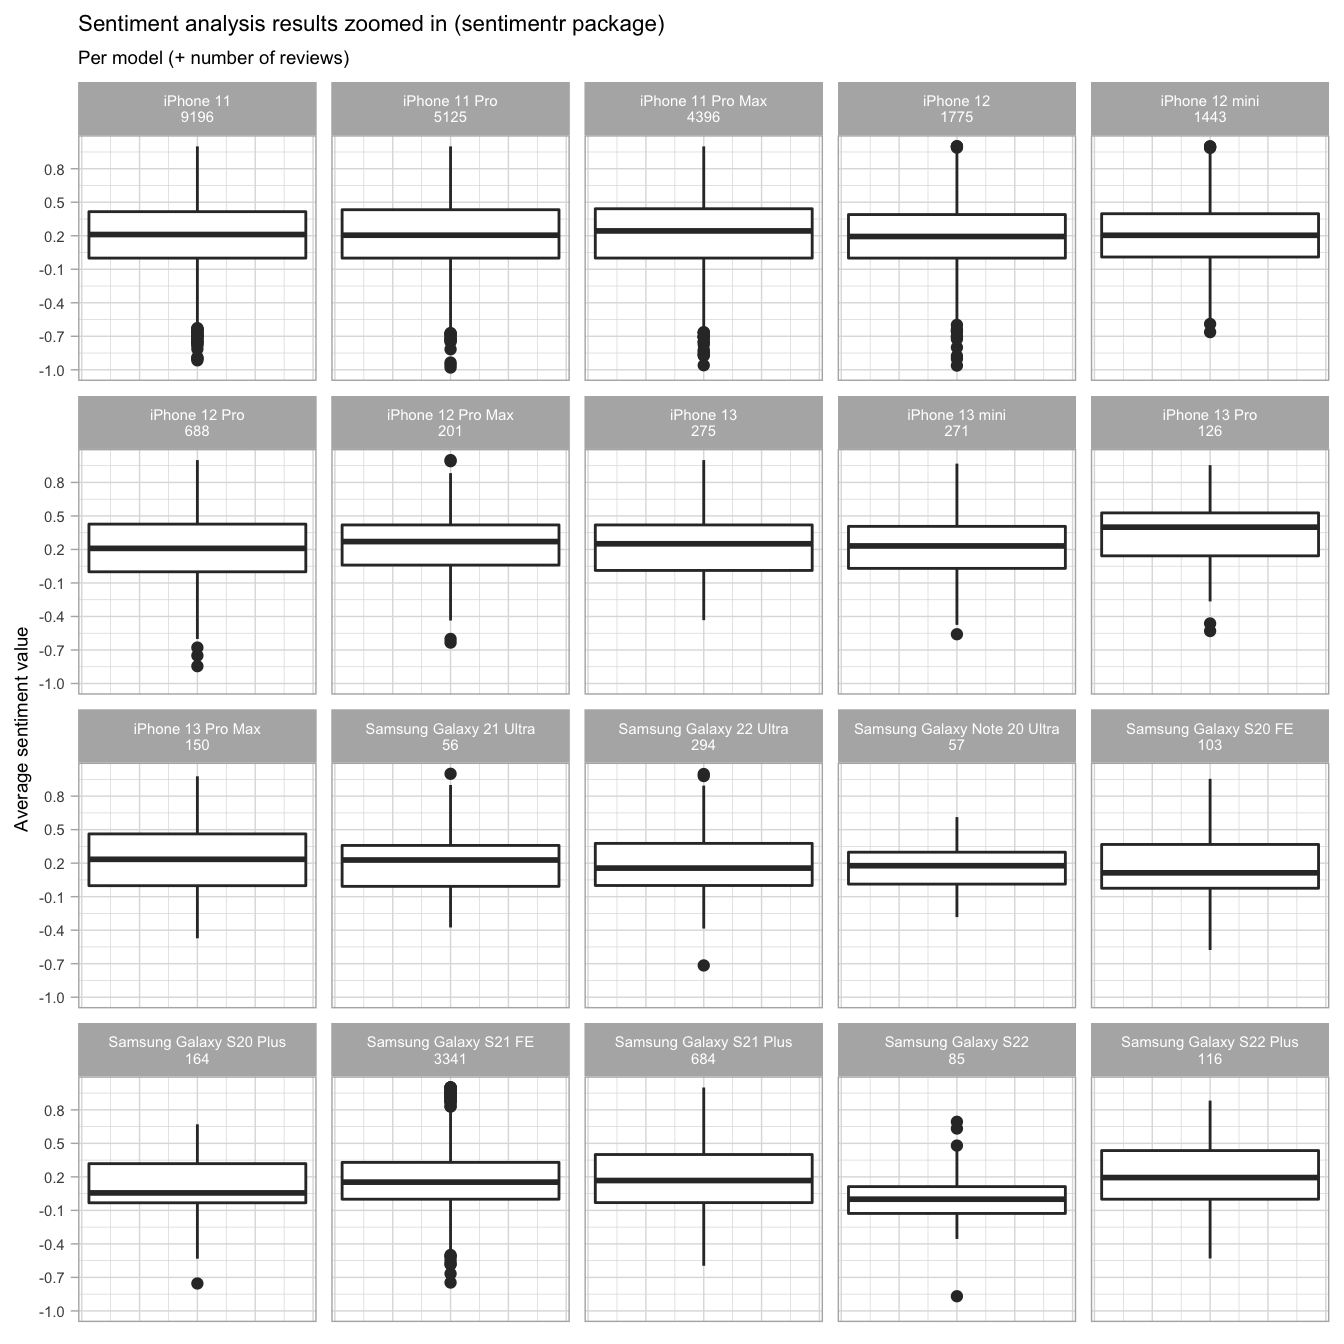 Sentiment analysis results zoomed in (sentimentr package)
Per model (+ number of reviews)
iPhone 11
9196
iPhone 11 Pro
5125
iPhone 11 Pro Max
4396
iPhone 12
1775
iPhone 12 mini
1443
0.8
0.5
0.2
-0.1
-0.4
-0.7
-1.0
iPhone 12 Pro
688
iPhone 12 Pro Max
201
iPhone 13
275
iPhone 13 mini
271
iPhone 13 Pro
126
0.8
0.5
0.2
-0.1
-0.4
-0.7
-1.0
Average sentiment value
iPhone 13 Pro Max
150
Samsung Galaxy 21 Ultra
56
Samsung Galaxy 22 Ultra
294
Samsung Galaxy Note 20 Ultra
57
Samsung Galaxy S20 FE
103
0.8
0.5
0.2
-0.1
-0.4
-0.7
-1.0
Samsung Galaxy S20 Plus
164
Samsung Galaxy S21 FE
3341
Samsung Galaxy S21 Plus
684
Samsung Galaxy S22
85
Samsung Galaxy S22 Plus
116
0.8
0.5
0.2
-0.1
-0.4
-0.7
-1.0